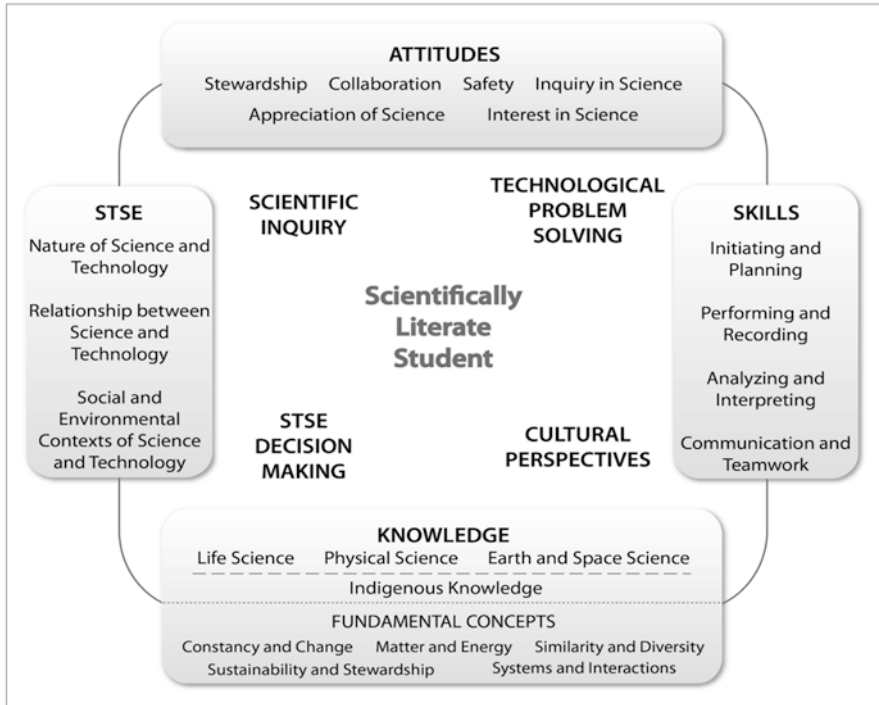 ATTITUDES
Stewardship Collaboration Safety Inquiry in Science
Appreciation of Science Interest in Science
STSE
Nature of Science and
Technology
Relationship between
Science and
Technology
Social and
Environmental
Contexts of Science
and Technology
SCIENTIFIC
INQUIRY
TECHNOLOGICAL
PROBLEM
SOLVING
Scientifically
Literate
Student
STSE
DECISION
MAKING
CULTURAL
PERSPECTIVES
SKILLS
Initiating and
Planning
Performing and
Recording
Analyzing and
Interpreting
Communication and
Teamwork
KNOWLEDGE
Life Science Physical Science Earth and Space Science
Indigenous Knowledge
FUNDAMENTAL CONCEPTS
Constancy and Change Matter and Energy Similarity and Diversity
Sustainability and Stewardship Systems and Interactions